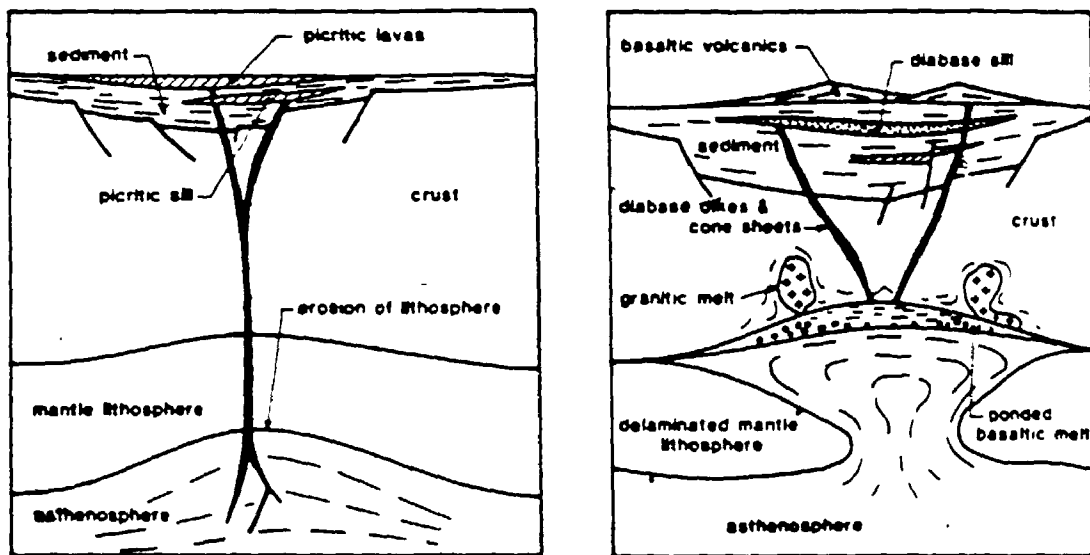 picritic lavas
sediment
picritic sill
crust
erosion of lithosphere
mantle lithosphere
asthenosphere
basaltic volcanics
diabase sill
sediment
diabase dikes &
cone sheets
crust
granitic melt
delaminated mantle
lithosphere
ponded
basaltic melt
asthenosphere